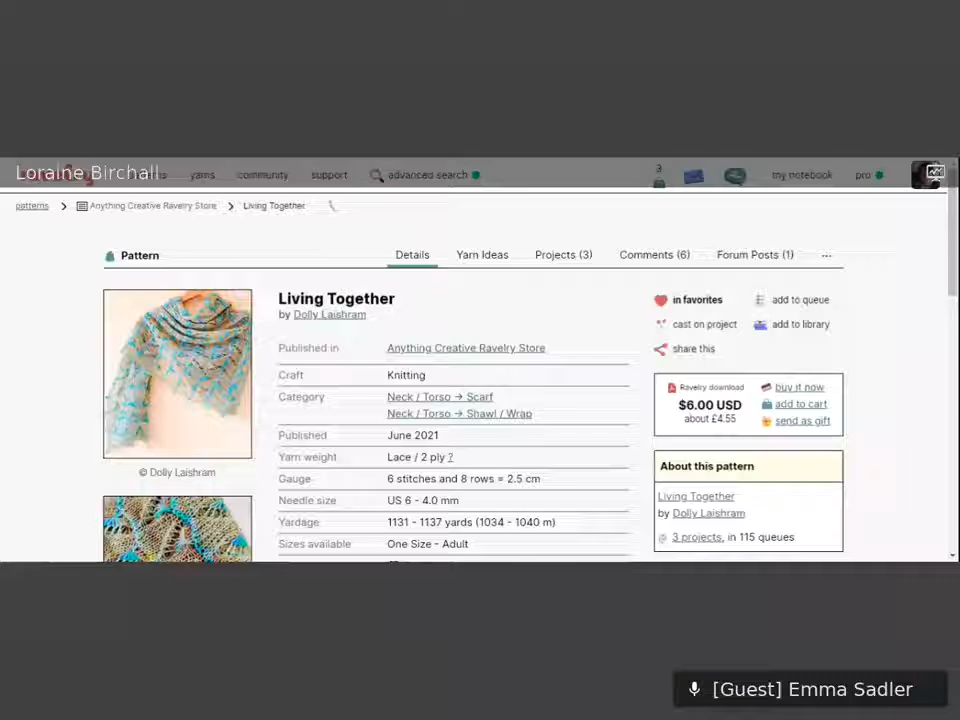 Loraine Birchall
yarns community support advanced search 3 my notebook pro
patterns > Anything Creative Ravelry Store > Living Together
Pattern Details Yarn Ideas Projects (3) Comments (6) Forum Posts (1) ...
Living Together
by Dolly Laishram
Published in Anything Creative Ravelry Store
Craft Knitting
Category Neck / Torso → Scarf
Neck / Torso → Shawl / Wrap
Published June 2021
Yarn weight Lace / 2 ply ?
Gauge 6 stitches and 8 rows = 2.5 cm
Needle size US 6 - 4.0 mm
Yardage 1131 - 1137 yards (1034 - 1040 m)
Sizes available One Size - Adult
© Dolly Laishram
in favorites add to queue
cast on project add to library
share this
Ravelry download buy it now
$6.00 USD add to cart
about £4.55 send as gift
About this pattern
Living Together
by Dolly Laishram
3 projects, in 115 queues
[Guest] Emma Sadler